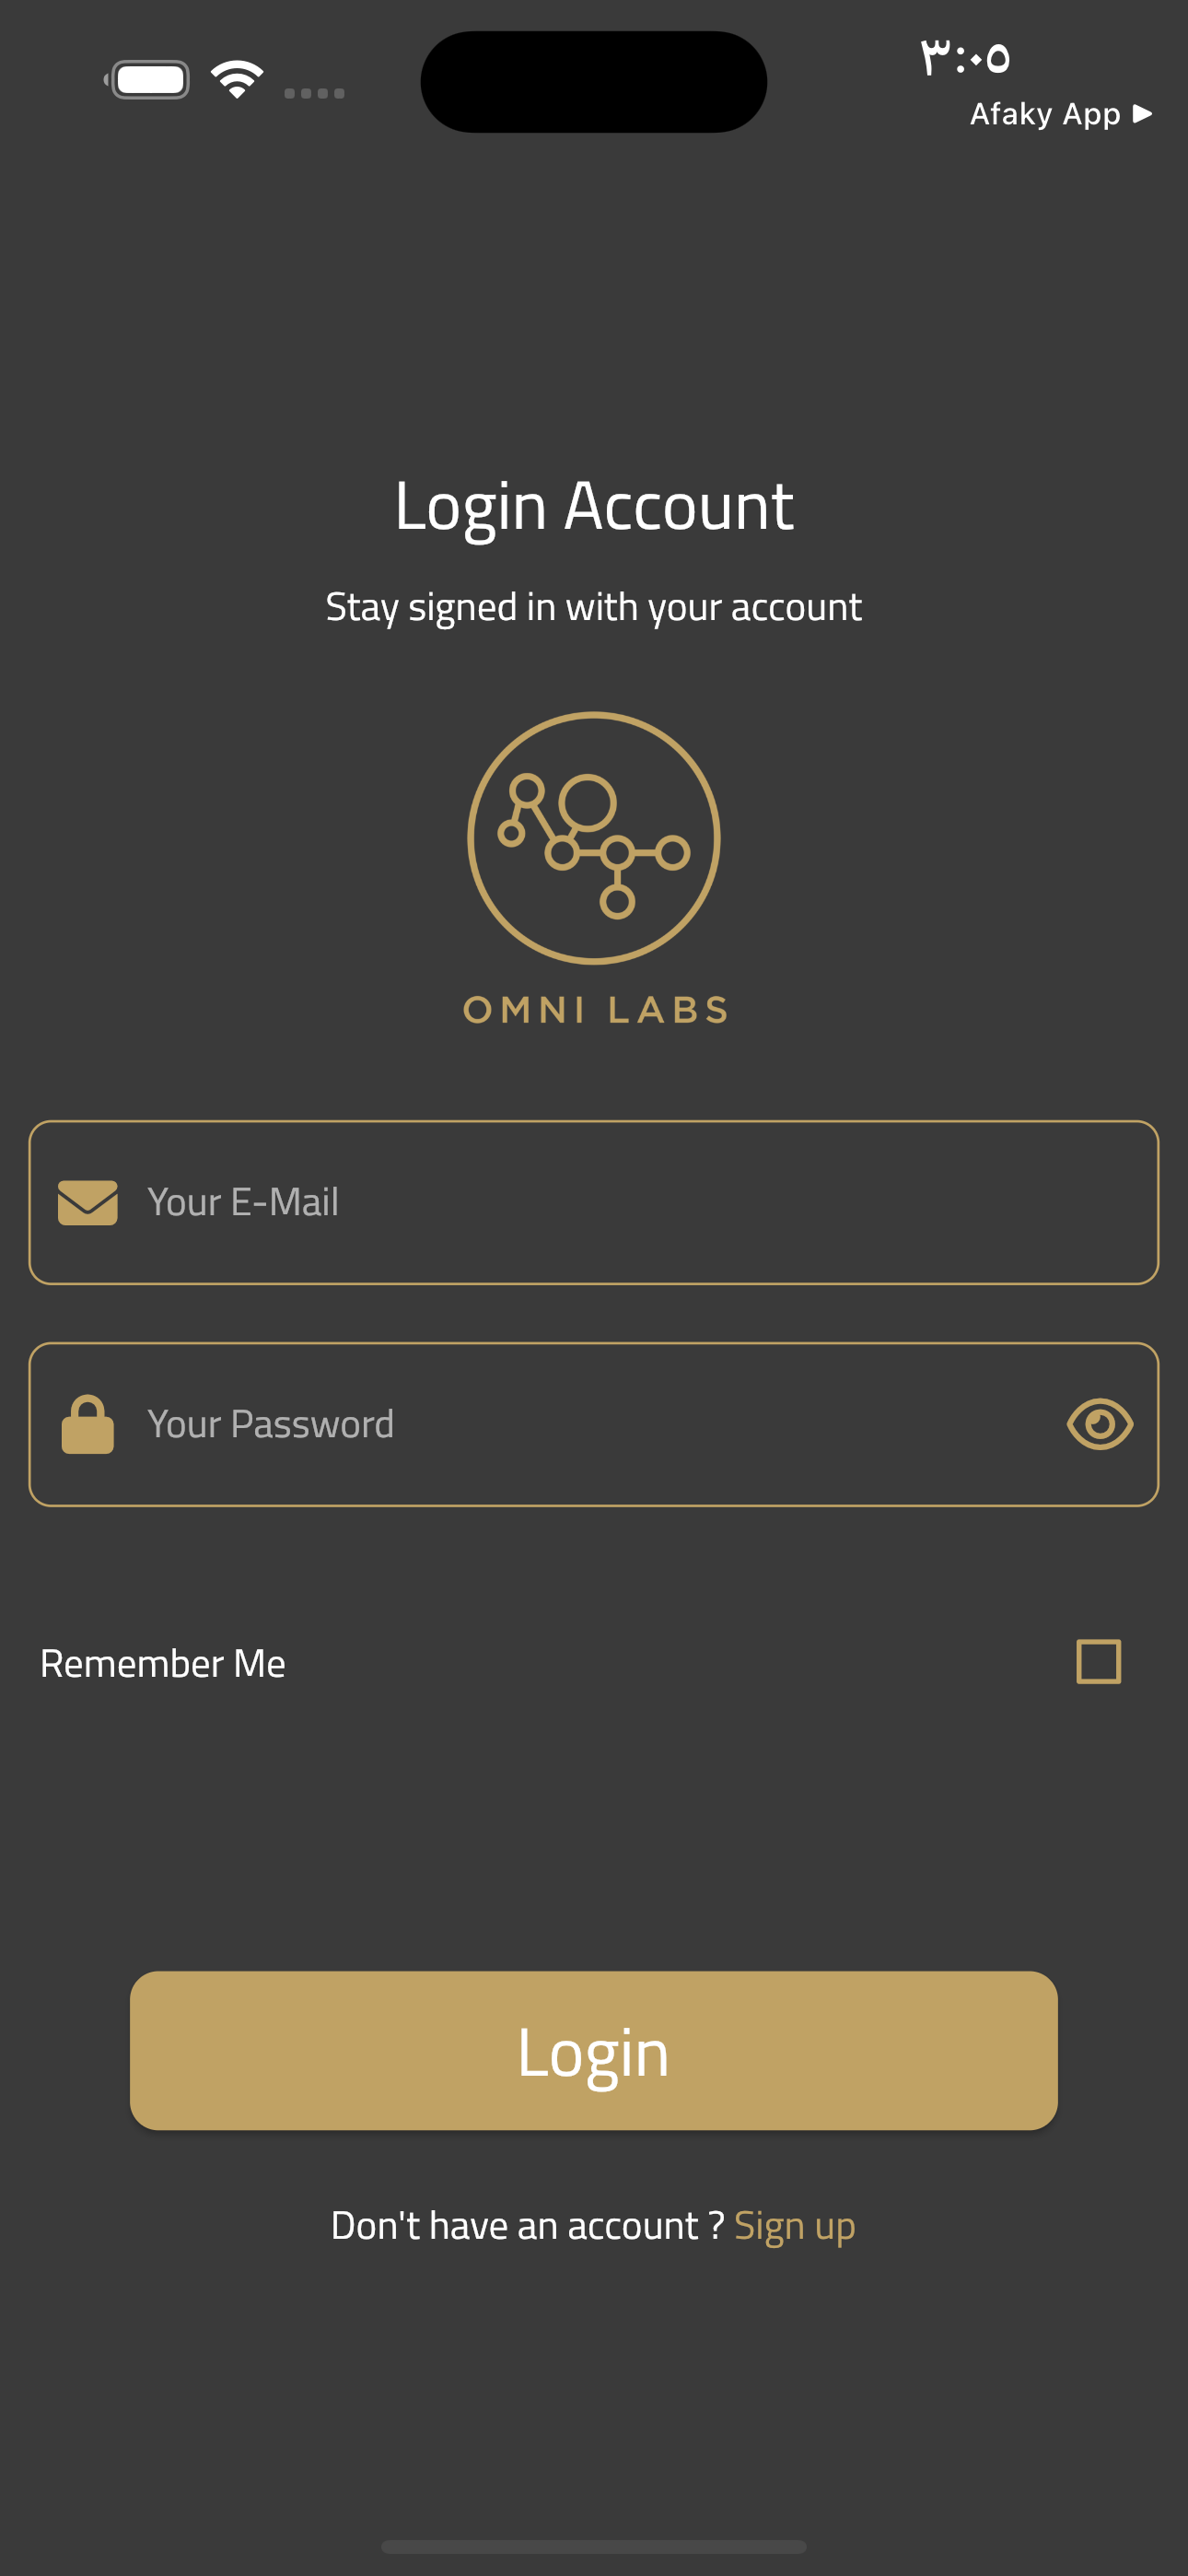 ٣:٠٥
Afaky App
Login Account
Stay signed in with your account
OMNI LABS
Your E-Mail
Your Password
Remember Me
Login
Don't have an account ? Sign up